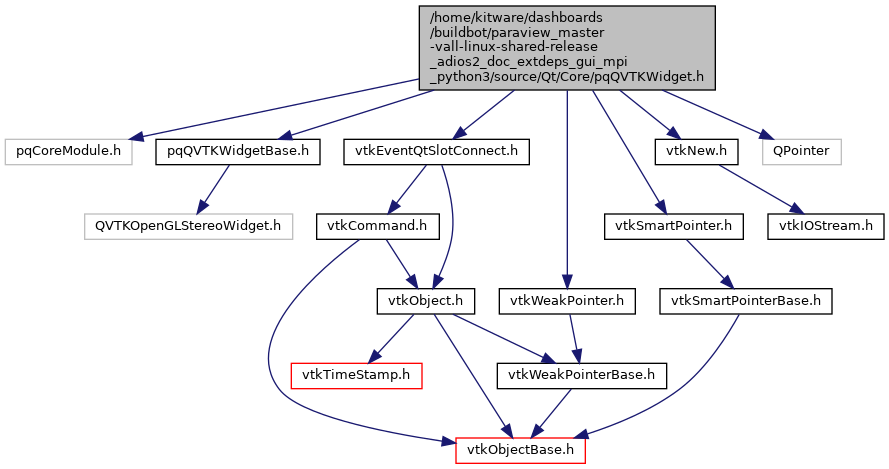 /home/kitware/dashboards
/buildbot/paraview_master
-vall-linux-shared-release
_adios2_doc_extdeps_gui_mpi
_python3/source/Qt/Core/pqQVTKWidget.h
pqCoreModule.h
pqQVTKWidgetBase.h
vtkEventQtSlotConnect.h
vtkNew.h
QPointer
QVTKOpenGLStereoWidget.h
vtkCommand.h
vtkSmartPointer.h
vtkIOStream.h
vtkObject.h
vtkWeakPointer.h
vtkSmartPointerBase.h
vtkTimeStamp.h
vtkWeakPointerBase.h
vtkObjectBase.h